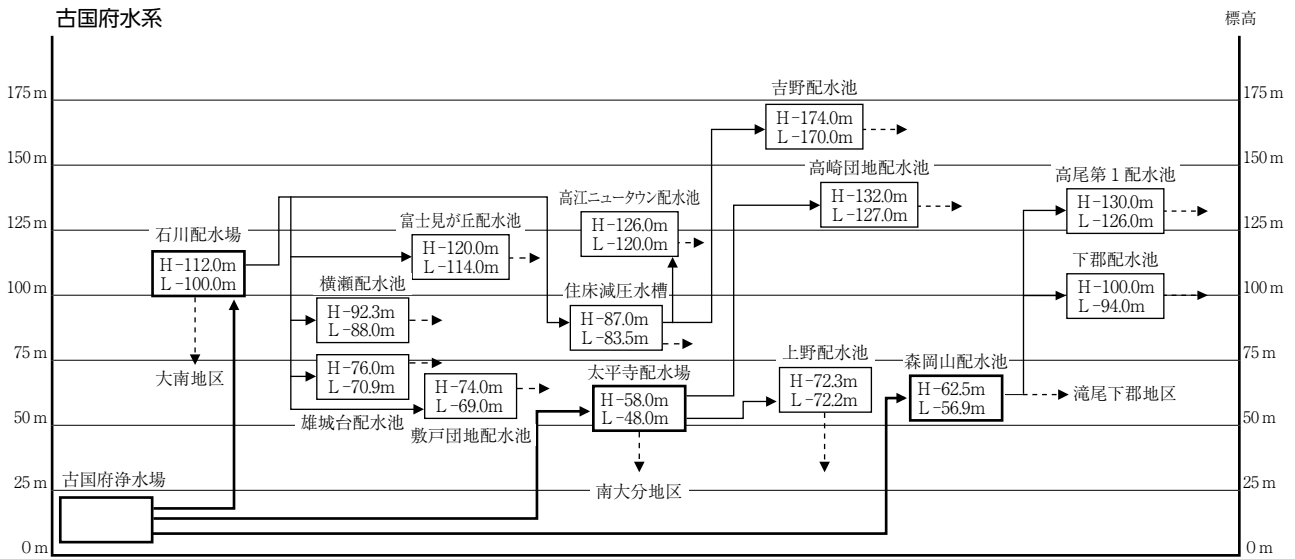 古国府水系
標高
175m
175m
150m
150m
125m
125m
100m
100m
75m
75m
50m
50m
25m
25m
0m
0m
吉野配水池
H-174.0m
L-170.0m
高崎団地配水池
H-132.0m
L-127.0m
高尾第1配水池
H-130.0m
L-126.0m
高江ニュータウン配水池
H-126.0m
L-120.0m
富士見が丘配水池
H-120.0m
L-114.0m
石川配水場
H-112.0m
L-100.0m
大南地区
下郡配水池
H-100.0m
L-94.0m
横瀬配水池
H-92.3m
L-88.0m
住床減圧水槽
H-87.0m
L-83.5m
H-76.0m
L-70.9m
雄城台配水池
H-74.0m
L-69.0m
敷戸団地配水池
太平寺配水場
H-58.0m
L-48.0m
南大分地区
上野配水池
H-72.3m
L-72.2m
森岡山配水池
H-62.5m
L-56.9m
滝尾下郡地区
古国府浄水場